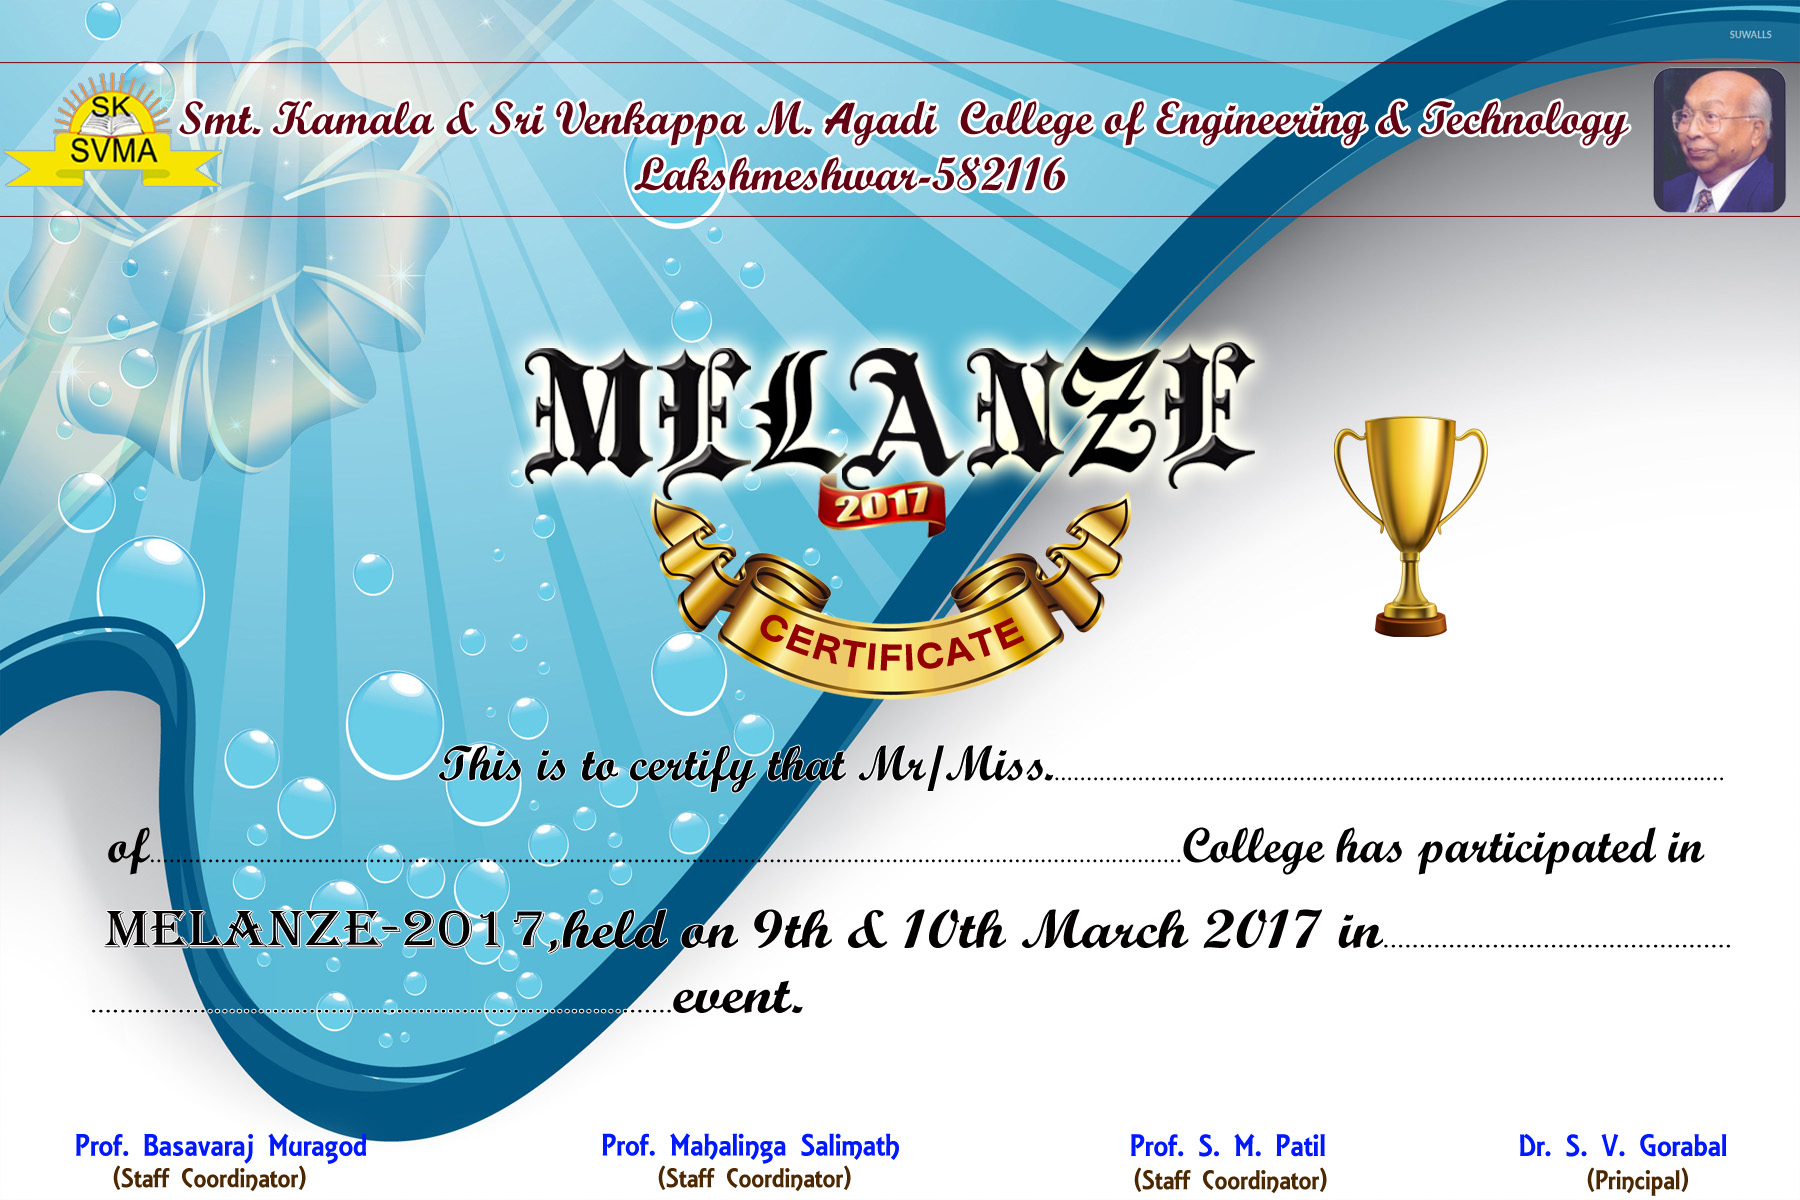 SUWALLS
SK
SVMA
Smt. Kamala & Sri Venkappa M. Agadi College of Engineering & Technology
Lakshmeshwar-582116
MELANZE
2017
CERTIFICATE
This is to certify that Mr/Miss.
of College has participated in
MELANZE-2017,held on 9th & 10th March 2017 in
event.
Prof. Basavaraj Muragod Prof. Mahalinga Salimath Prof. S. M. Patil Dr. S. V. Gorabal
(Staff Coordinator) (Staff Coordinator) (Staff Coordinator) (Principal)